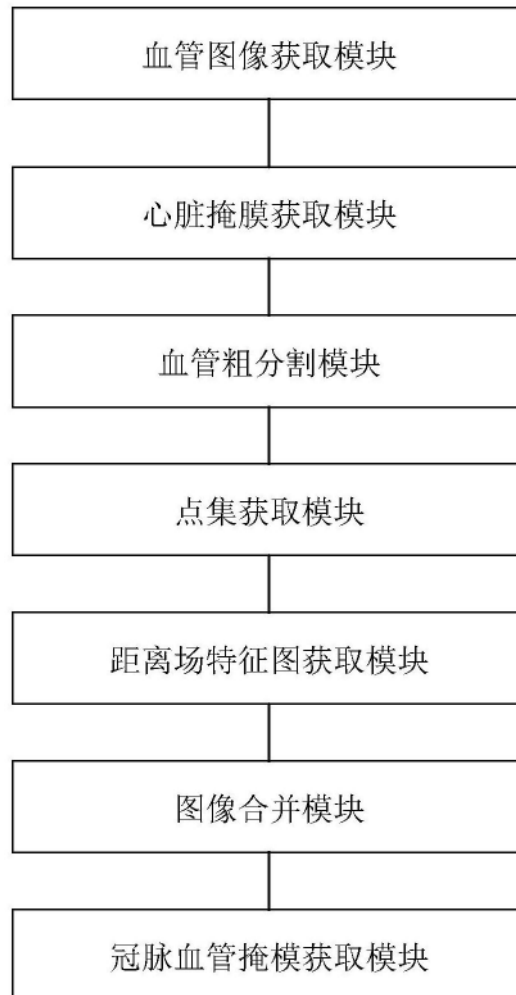 血管图像获取模块
心脏掩膜获取模块
血管粗分割模块
点集获取模块
距离场特征图获取模块
图像合并模块
冠脉血管掩模获取模块